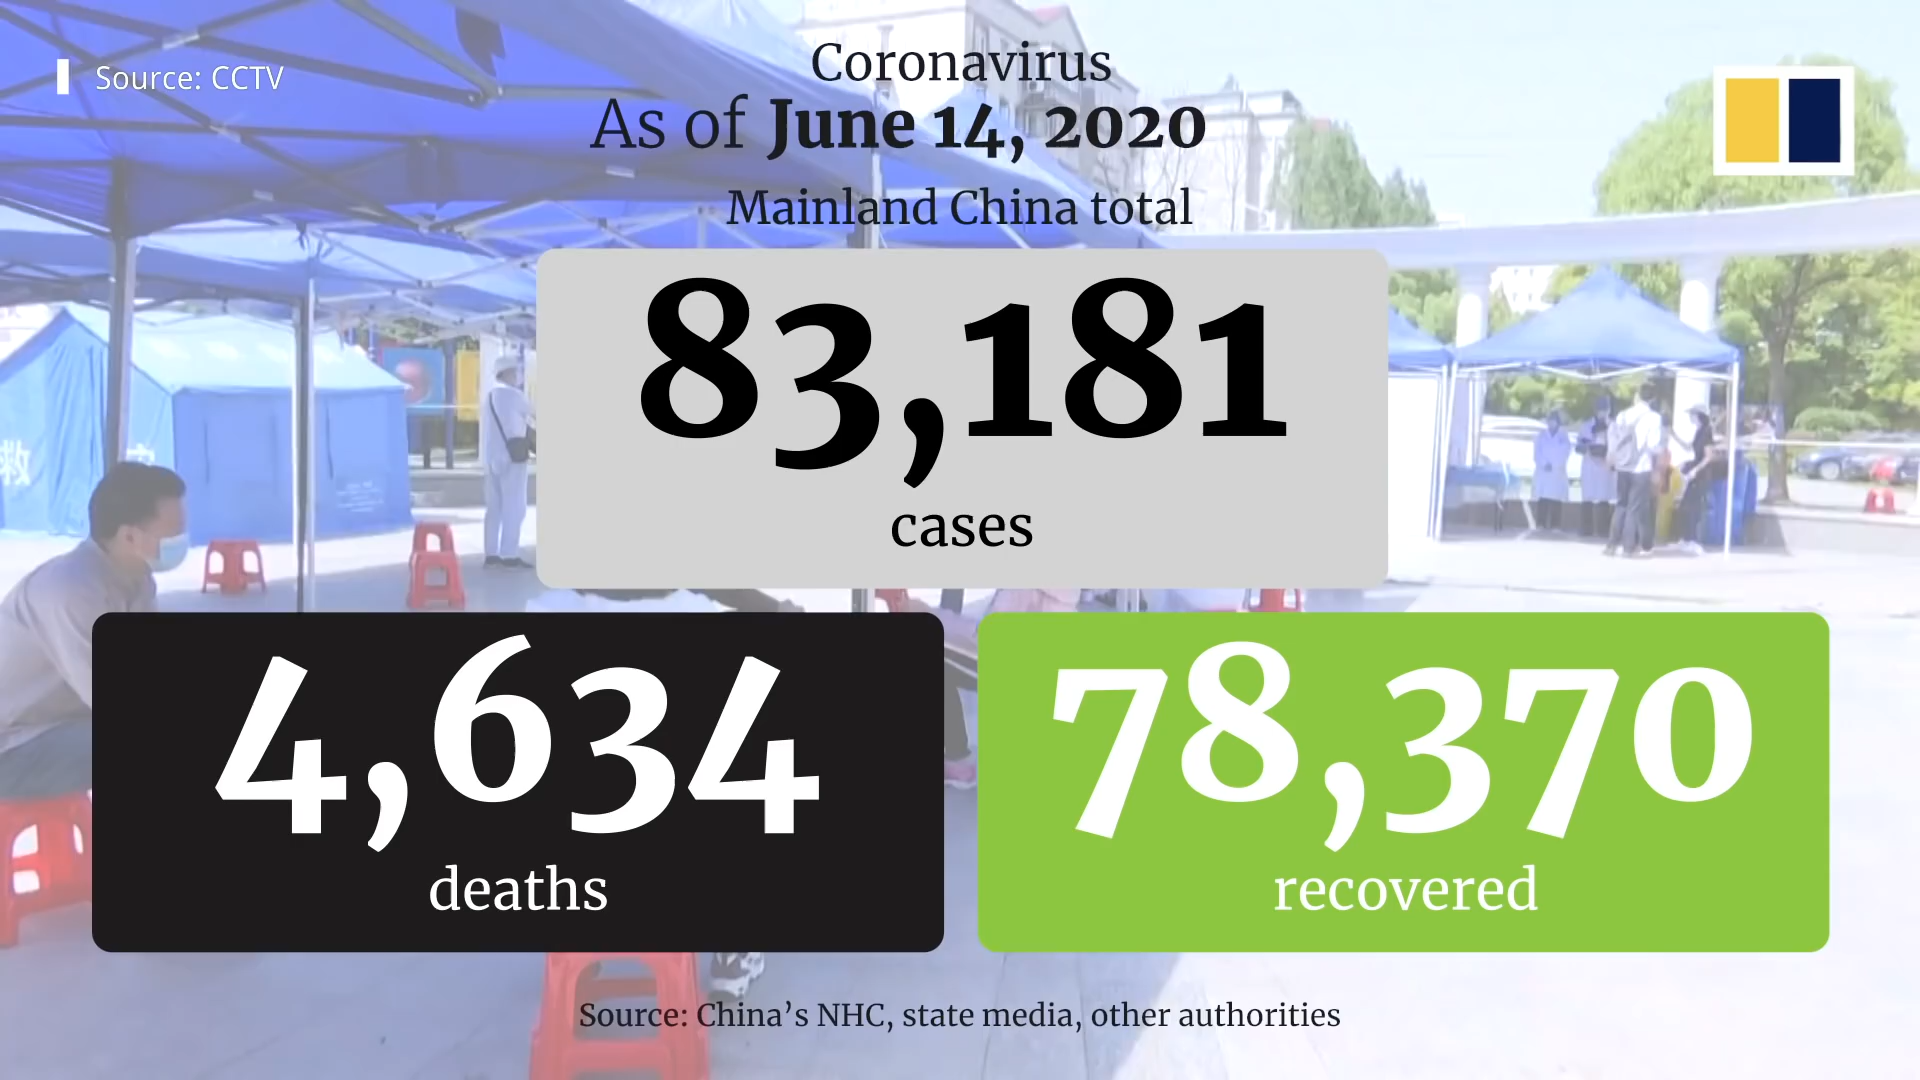 Source: CCTV
Coronavirus
As of June 14, 2020
Mainland China total
83,181
cases
救
4,634
deaths
78,370
recovered
Source: China’s NHC, state media, other authorities